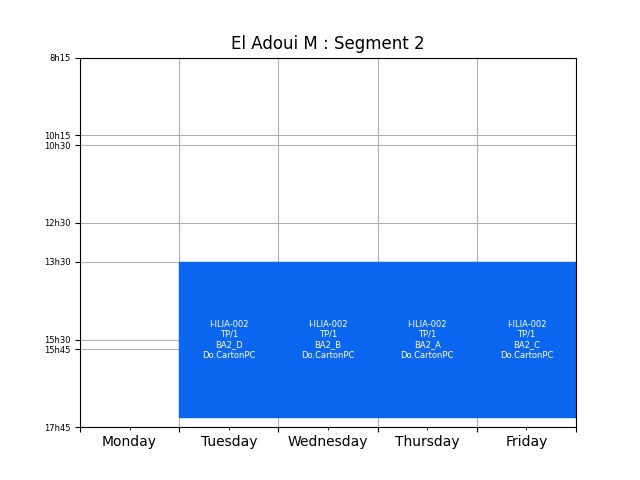 El Adoui M : Segment 2
8h15
10h15
10h30
12h30
13h30
15h30
15h45
17h45
I-ILIA-002
TP/1
BA2_D
Do.CartonPC
I-ILIA-002
TP/1
BA2_B
Do.CartonPC
I-ILIA-002
TP/1
BA2_A
Do.CartonPC
I-ILIA-002
TP/1
BA2_C
Do.CartonPC
Monday
Tuesday
Wednesday
Thursday
Friday